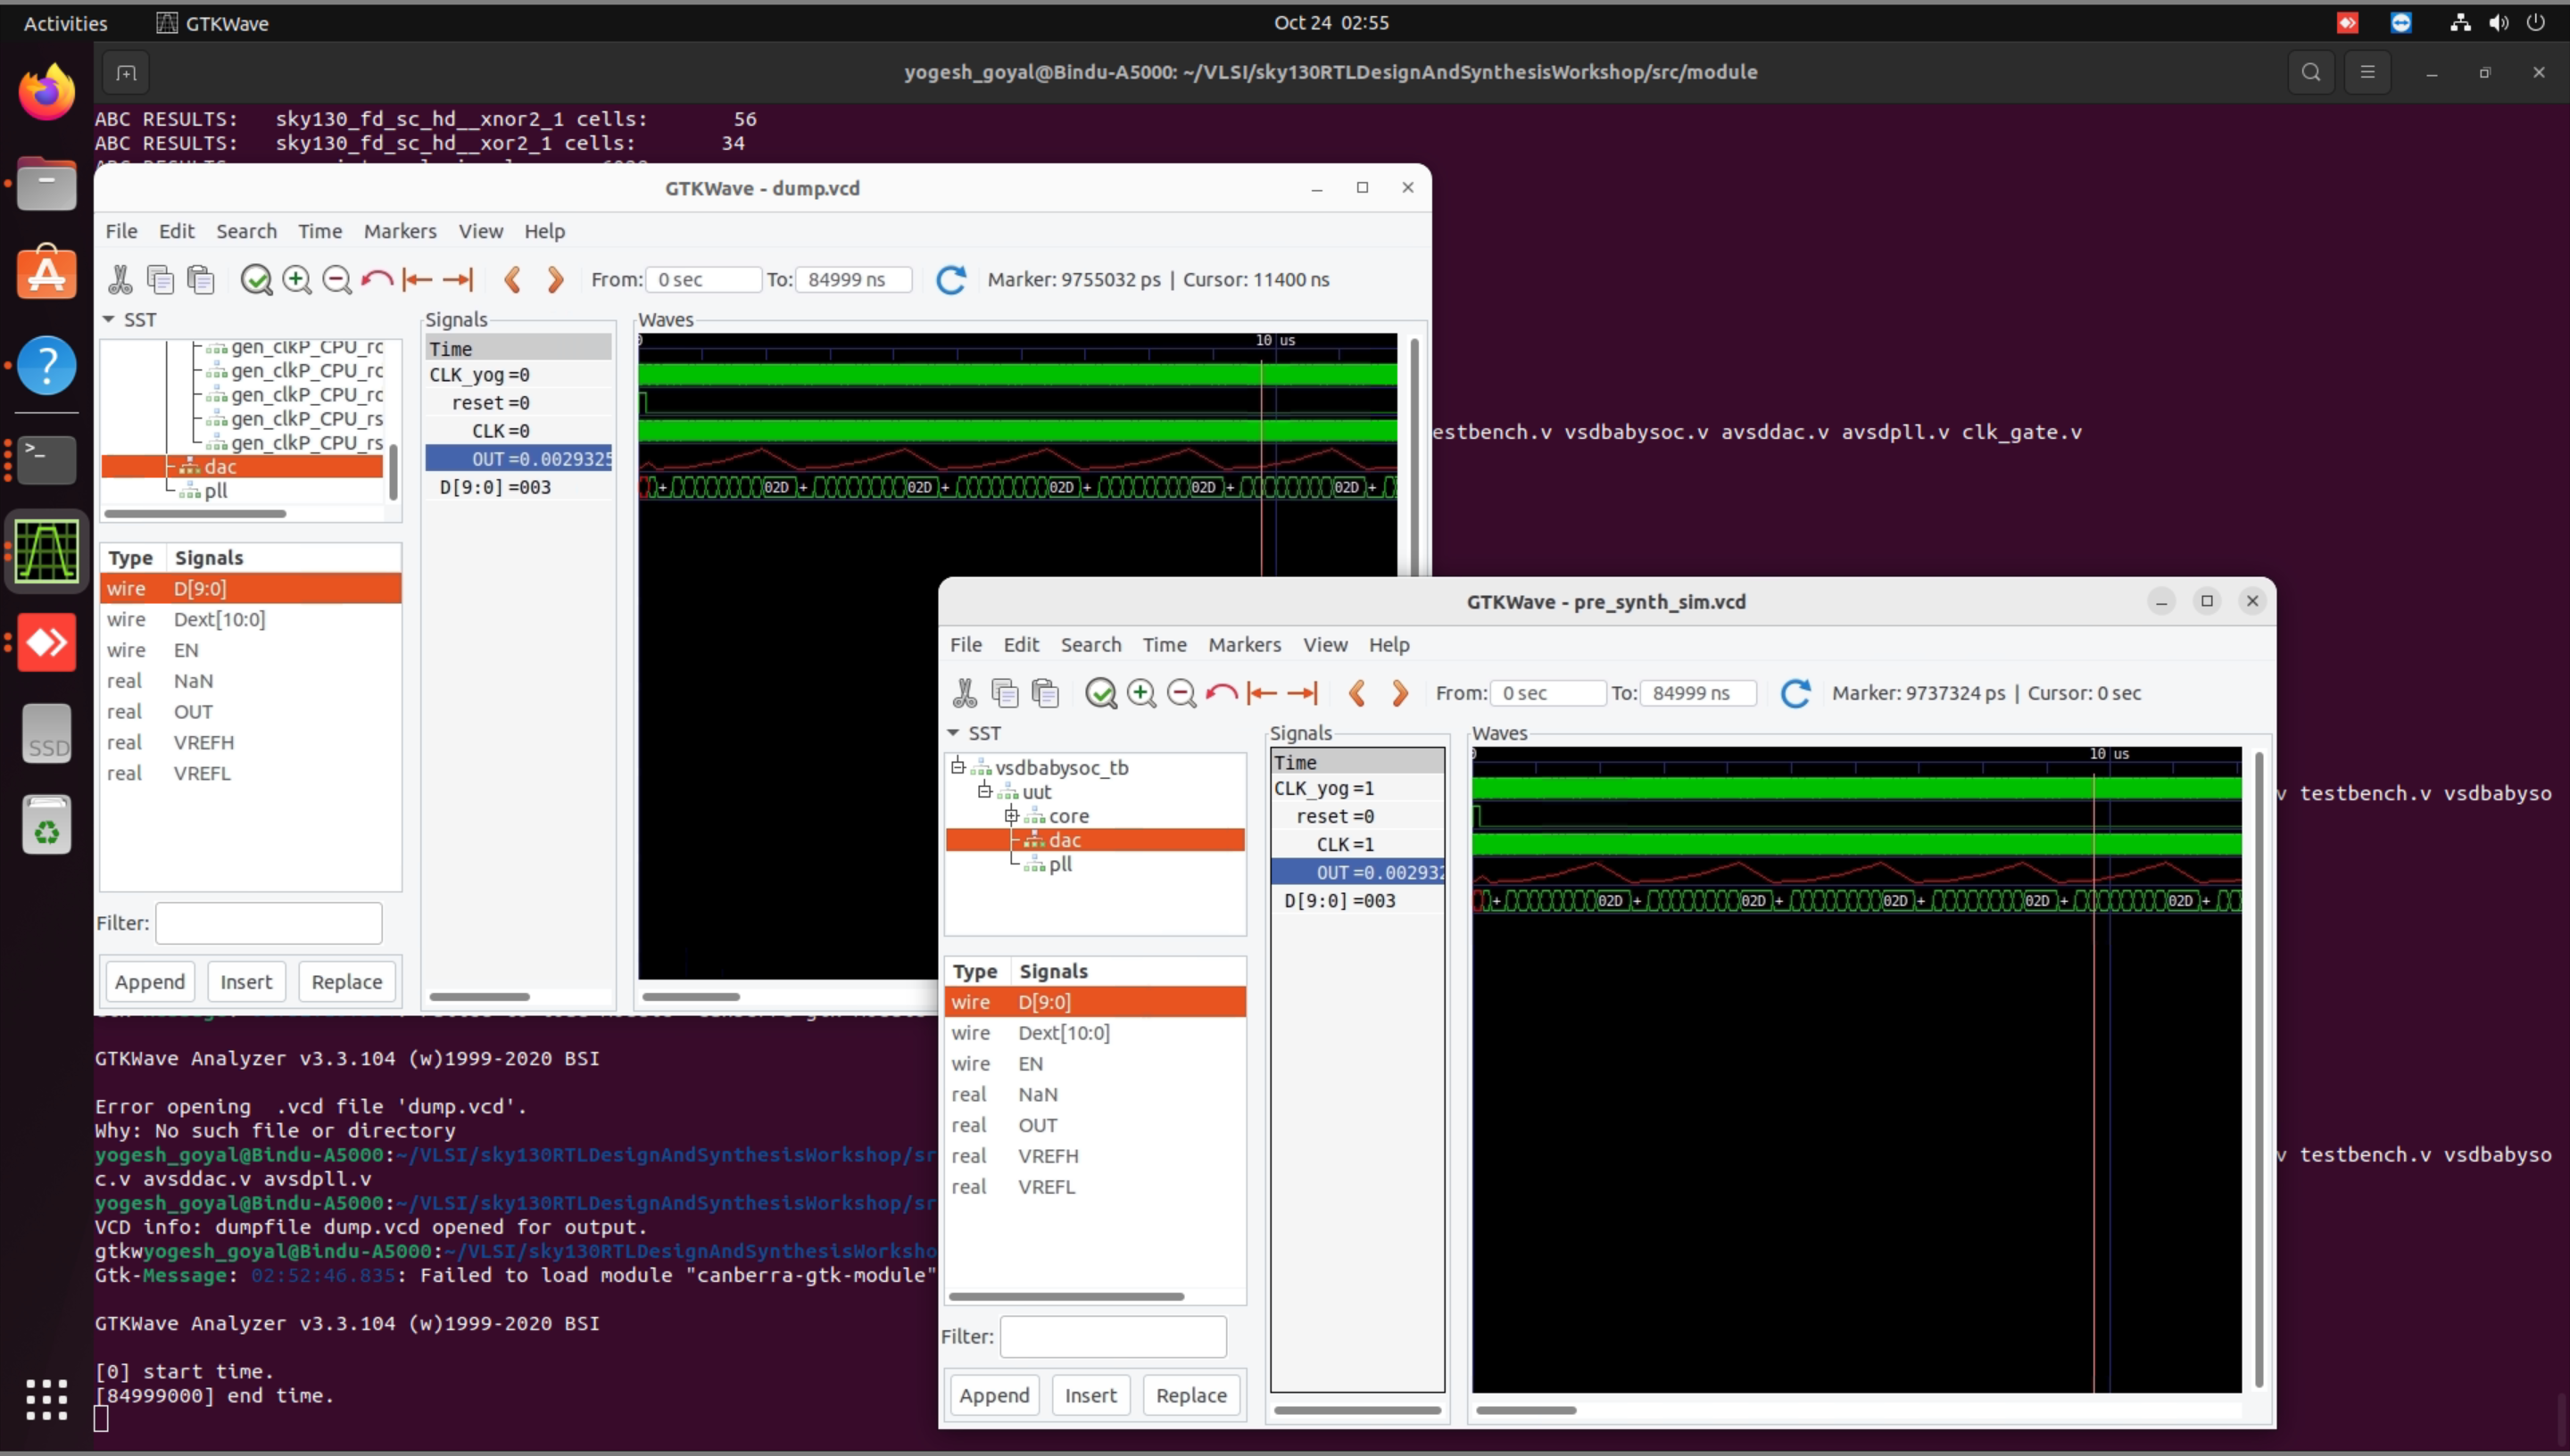 Activities
GTKWave
Oct 24 02:55
yogesh_goyal@Bindu-A5000: ~/VLSI/sky130RTLDesignAndSynthesisWorkshop/src/module
ABC RESULTS: sky130_fd_sc_hd__xnor2_1 cells: 56
ABC RESULTS: sky130_fd_sc_hd__xor2_1 cells: 34
GTKWave - dump.vcd
File Edit Search Time Markers View Help
From: 0 sec To: 84999 ns Marker: 9755032 ps | Cursor: 11400 ns
SST
gen_clkP_CPU_rc
gen_clkP_CPU_rc
gen_clkP_CPU_rc
gen_clkP_CPU_rs
gen_clkP_CPU_rs
dac
pll
Type Signals
wire D[9:0]
wire Dext[10:0]
wire EN
real NaN
real OUT
real VREFH
real VREFL
Filter:
Append Insert Replace
Signals
Time
CLK_yog=0
reset=0
CLK=0
OUT=0.0029325
D[9:0]=003
Waves
10 us
+ 02D + 02D + 02D + 02D + 02D +
estbench.v vsdbabysoc.v avsddac.v avsdpll.v clk_gate.v
GTKWave - pre_synth_sim.vcd
File Edit Search Time Markers View Help
From: 0 sec To: 84999 ns Marker: 9737324 ps | Cursor: 0 sec
SST
vsdbabysoc_tb
uut
core
dac
pll
Type Signals
wire D[9:0]
wire Dext[10:0]
wire EN
real NaN
real OUT
real VREFH
real VREFL
Filter:
Append Insert Replace
Signals
Time
CLK_yog=1
reset=0
CLK=1
OUT=0.002932
D[9:0]=003
Waves
10 us
+ 02D + 02D + 02D + 02D + 02D +
v testbench.v vsdbabyso
v testbench.v vsdbabyso
SSD
GTKWave Analyzer v3.3.104 (w)1999-2020 BSI
Error opening .vcd file 'dump.vcd'.
Why: No such file or directory
yogesh_goyal@Bindu-A5000:~/VLSI/sky130RTLDesignAndSynthesisWorkshop/sr
c.v avsddac.v avsdpll.v
yogesh_goyal@Bindu-A5000:~/VLSI/sky130RTLDesignAndSynthesisWorkshop/sr
VCD info: dumpfile dump.vcd opened for output.
gtkwyogesh_goyal@Bindu-A5000:~/VLSI/sky130RTLDesignAndSynthesisWorksho
Gtk-Message: 02:52:46.835: Failed to load module "canberra-gtk-module"
GTKWave Analyzer v3.3.104 (w)1999-2020 BSI
[0] start time.
[84999000] end time.